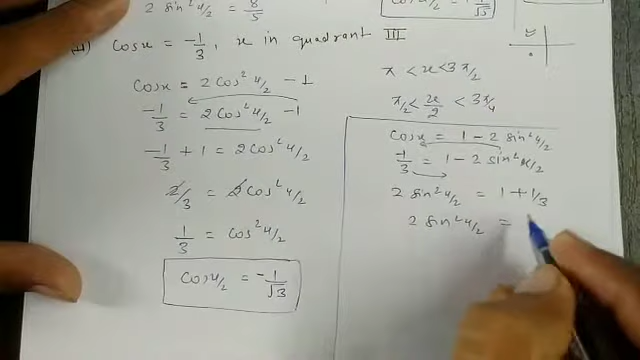 2 sin² x/2 = 8/5
cos x = -1/3, x in quadrant III
cos x = 2 cos² x/2 - 1
-1/3 = 2 cos² x/2 - 1
-1/3 + 1 = 2 cos² x/2
2/3 = 2 cos² x/2
1/3 = cos² x/2
cos x/2 = -1/√3
π < x < 3π/2
π/2 < x/2 < 3π/4
cos x = 1 - 2 sin² x/2
-1/3 = 1 - 2 sin² x/2
2 sin² x/2 = 1 + 1/3
2 sin² x/2 =